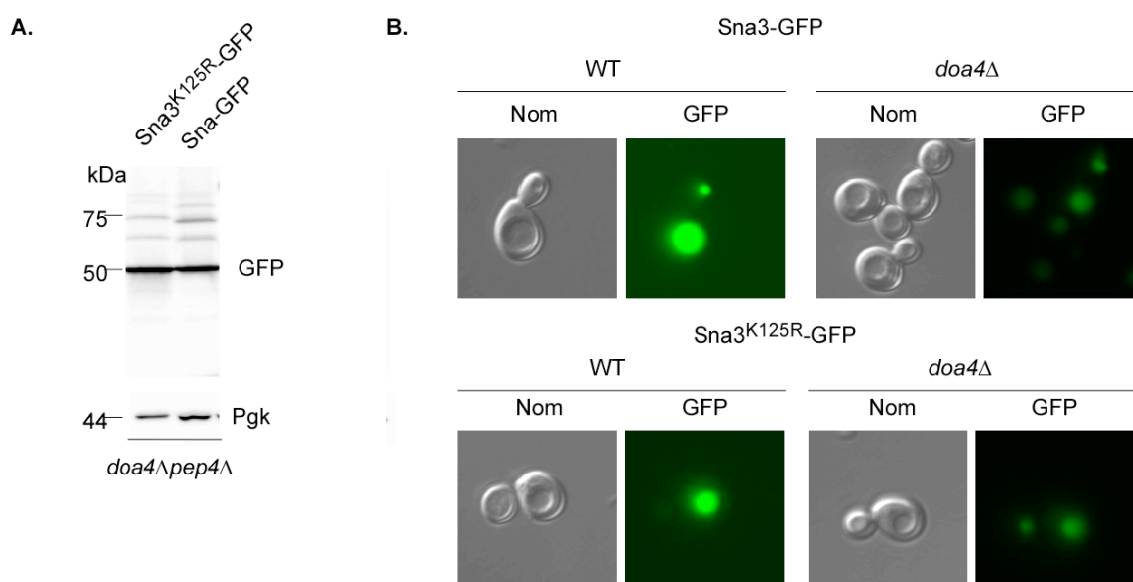 A.
Sna3K125R-GFP
Sna-GFP
kDa
75
50
GFP
44
Pgk
doa4Δpep4Δ
B.
Sna3-GFP
WT
doa4Δ
Nom
GFP
Nom
GFP
Sna3K125R-GFP
WT
doa4Δ
Nom
GFP
Nom
GFP